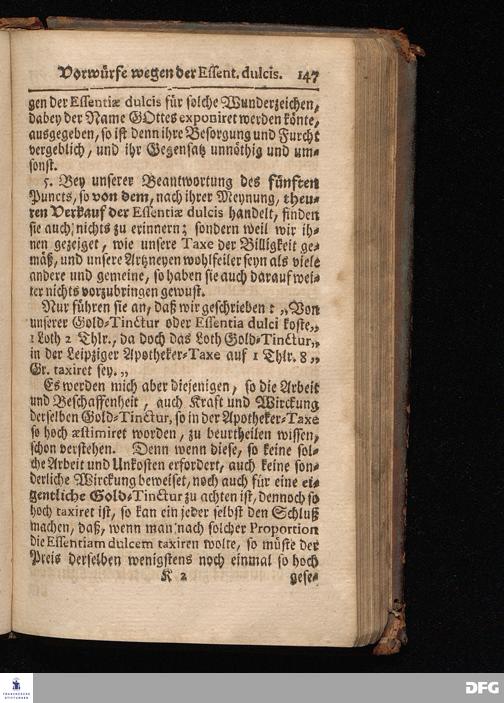 Vorwürfe wegen der Essent. dulcis. 147
gen der Essentiæ dulcis für solche Wunderzeichen,
dabey der Name GOttes exponiret werden könte,
ausgegeben, so ist denn ihre Besorgung und Furcht
vergeblich, und ihr Gegensatz unnöthig und um-
sonst.
5. Bey unserer Beantwortung des fünften
Puncts, so von dem, nach ihrer Meynung, theu-
ren Verkauf der Essentiæ dulcis handelt, finden
sie auch nichts zu erinnern; sondern weil wir ih-
nen gezeiget, wie unsere Taxe der Billigkeit ge-
mäß, und unsere Artzneyen wohlfeiler seyn als viele
andere und gemeine, so haben sie auch darauf wei-
ter nichts vorzubringen gewust.
Nur führen sie an, daß wir geschrieben: „Von
unserer Gold-Tinctur oder Essentia dulci koste„
1 Loth 2 Thlr., da doch das Loth Gold-Tinctur„
in der Leipziger Apotheker-Taxe auf 1 Thlr. 8„
Gr. taxiret sey.„
Es werden mich aber diejenigen, so die Arbeit
und Beschaffenheit, auch Kraft und Wirckung
derselben Gold-Tinctur, so in der Apotheker-Taxe
so hoch æstimiret worden, zu beurtheilen wissen,
schon verstehen. Denn wenn diese, so keine sol-
che Arbeit und Unkosten erfordert, auch keine son-
derliche Wirckung beweiset, noch auch für eine ei-
gentliche Gold-Tinctur zu achten ist, dennoch so
hoch taxiret ist, so kan ein jeder selbst den Schluß
machen, daß, wenn man nach solcher Proportion
die Essentiam dulcem taxiren wolte, so müste der
Preis derselben wenigstens noch einmal so hoch
K 2 gese-
FRANCKESCHE
STIFTUNGEN
DFG